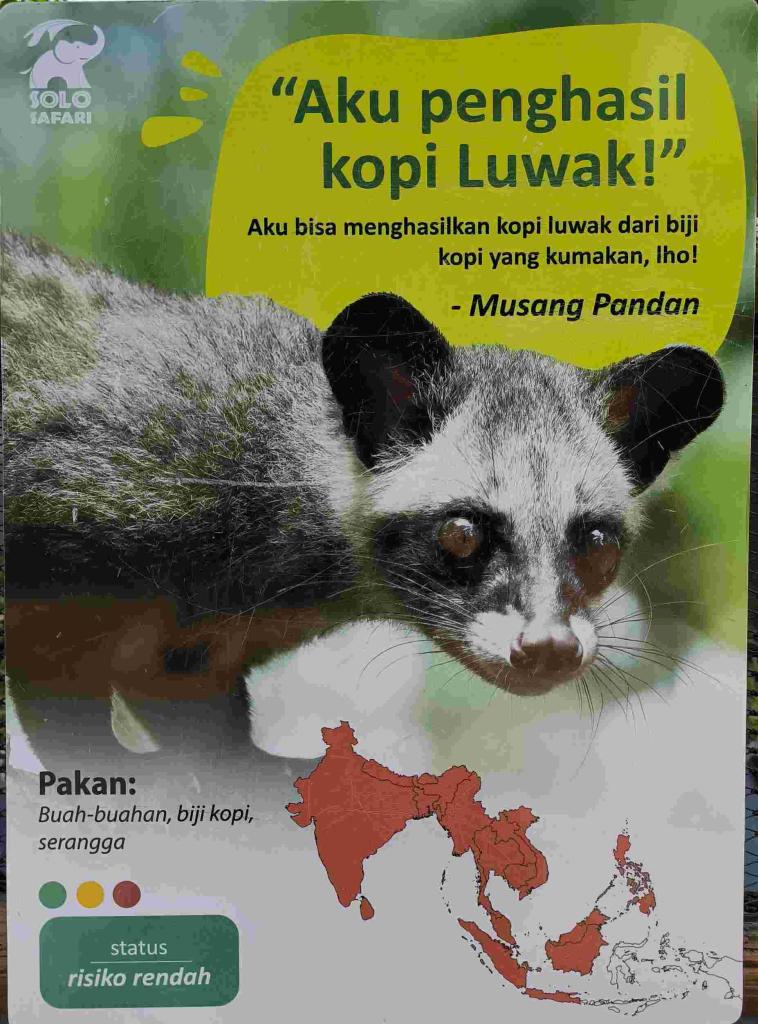 SOLO
SAFARI
“Aku penghasil
kopi Luwak!”
Aku bisa menghasilkan kopi luwak dari biji
kopi yang kumakan, lho!
- Musang Pandan
Pakan:
Buah-buahan, biji kopi,
serangga
status
risiko rendah